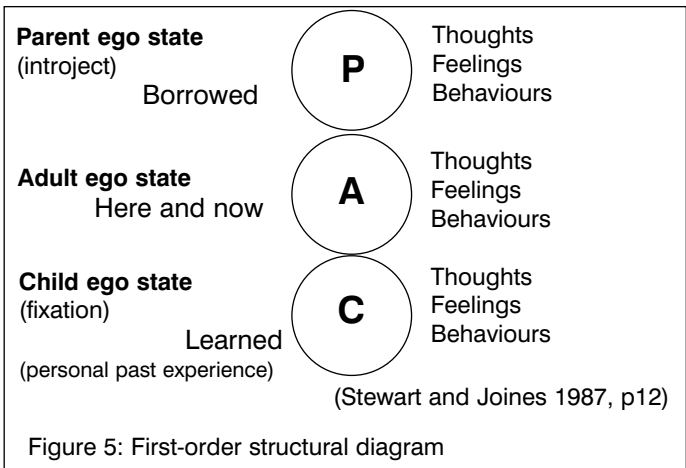 Parent ego state
(introject)
Borrowed
P
Thoughts
Feelings
Behaviours
Adult ego state
Here and now
A
Thoughts
Feelings
Behaviours
Child ego state
(fixation)
Learned
(personal past experience)
C
Thoughts
Feelings
Behaviours
(Stewart and Joines 1987, p12)
Figure 5: First-order structural diagram